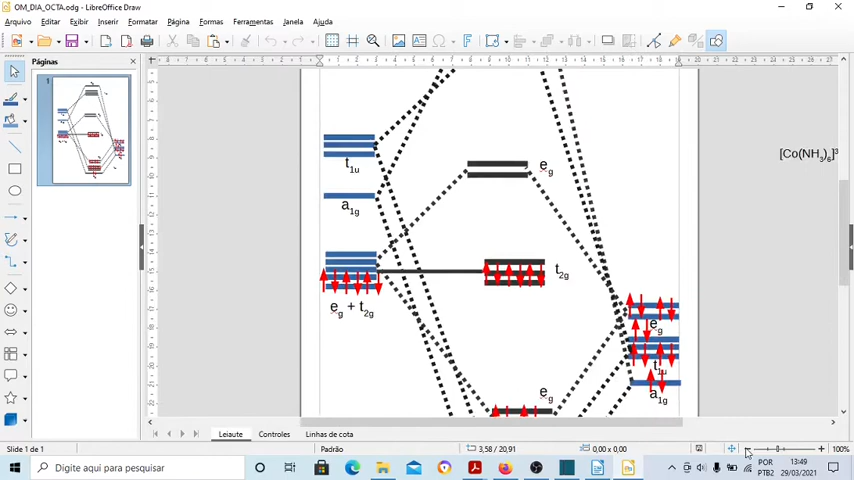 OM_DIA_OCTA.odg - LibreOffice Draw
Arquivo Editar Exibir Inserir Formatar Página Formas Ferramentas Janela Ajuda
Páginas
1
t1u
a1g
eg + t2g
eg
t2g
eg
eg
t1u
a1g
[Co(NH3)6]3
Leiaute Controles Linhas de cota
Slide 1 de 1 Padrão 3,58 / 20,91 0,00 x 0,00 100%
Digite aqui para pesquisar
POR
PTB2
13:49
29/03/2021